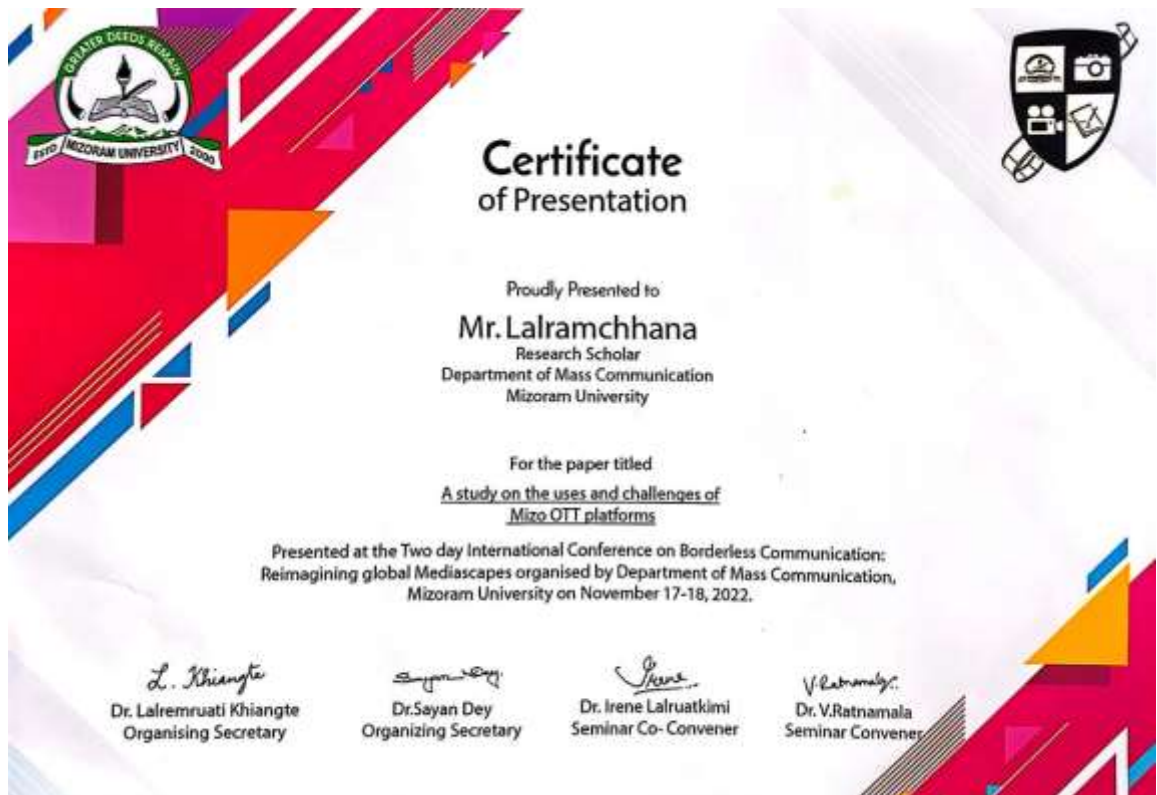 GREATER DEEDS REMAIN
ESTD MIZORAM UNIVERSITY 2000
Certificate
of Presentation
Proudly Presented to
Mr. Lalramchhana
Research Scholar
Department of Mass Communication
Mizoram University
For the paper titled
A study on the uses and challenges of
Mizo OTT platforms
Presented at the Two day International Conference on Borderless Communication:
Reimagining global Mediascapes organised by Department of Mass Communication,
Mizoram University on November 17-18, 2022.
L. Khiangte
Sayan Dey.
Irene
V. Ratnamala
Dr. Lalremruati Khiangte
Dr.Sayan Dey
Dr. Irene Lalruatkimi
Dr. V.Ratnamala
Organising Secretary
Organizing Secretary
Seminar Co- Convener
Seminar Convener